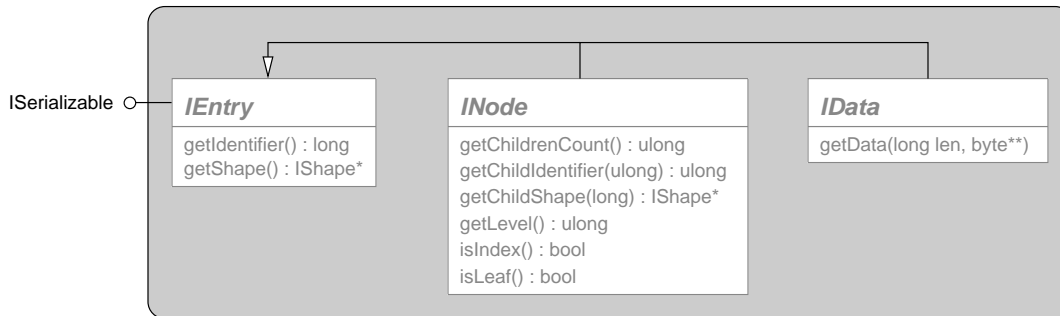 ISerializable
IEntry
getIdentifier() : long
getShape() : IShape*
INode
getChildrenCount() : ulong
getChildIdentifier(ulong) : ulong
getChildShape(long) : IShape*
getLevel() : ulong
isIndex() : bool
isLeaf() : bool
IData
getData(long len, byte**)